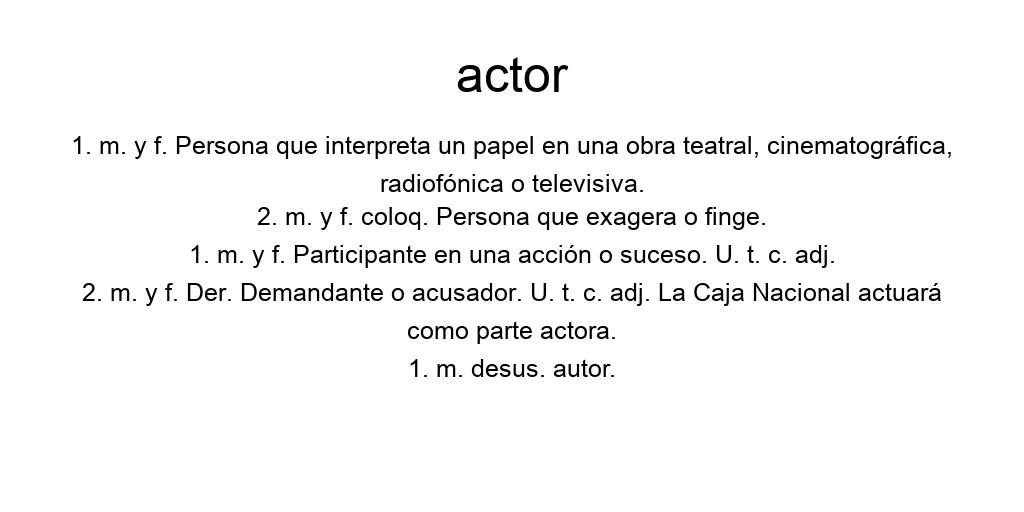 actor
1. m. y f. Persona que interpreta un papel en una obra teatral, cinematográfica,
radiofónica o televisiva.
2. m. y f. coloq. Persona que exagera o finge.
1. m. y f. Participante en una acción o suceso. U. t. c. adj.
2. m. y f. Der. Demandante o acusador. U. t. c. adj. La Caja Nacional actuará
como parte actora.
1. m. desus. autor.